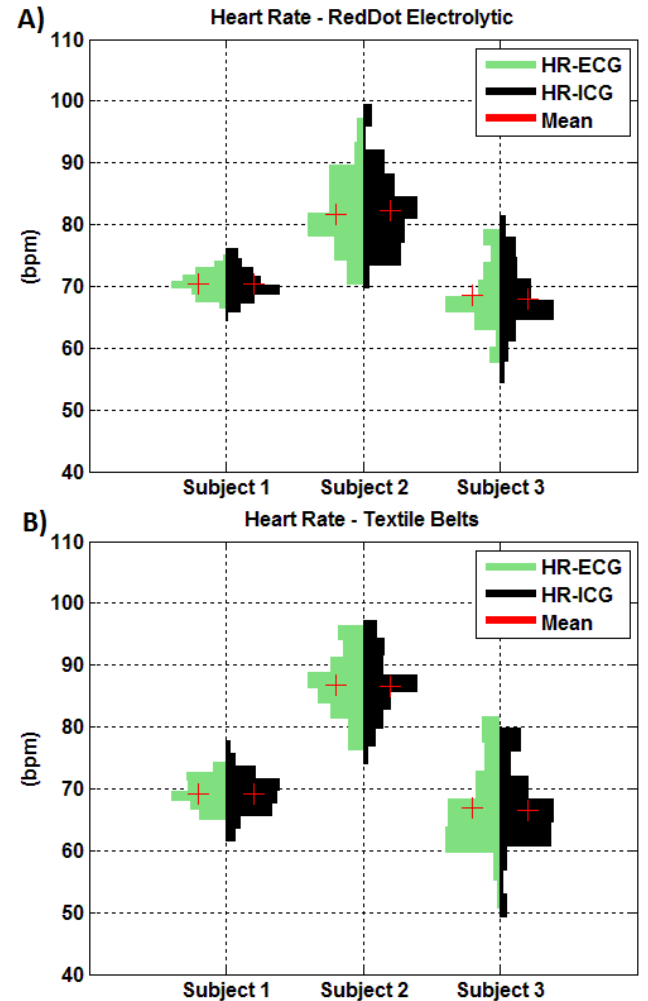 A)
Heart Rate - RedDot Electrolytic
110
100
90
80
70
60
50
40
(bpm)
HR-ECG
HR-ICG
Mean
Subject 1 Subject 2 Subject 3
B)
Heart Rate - Textile Belts
110
100
90
80
70
60
50
40
(bpm)
HR-ECG
HR-ICG
Mean
Subject 1 Subject 2 Subject 3